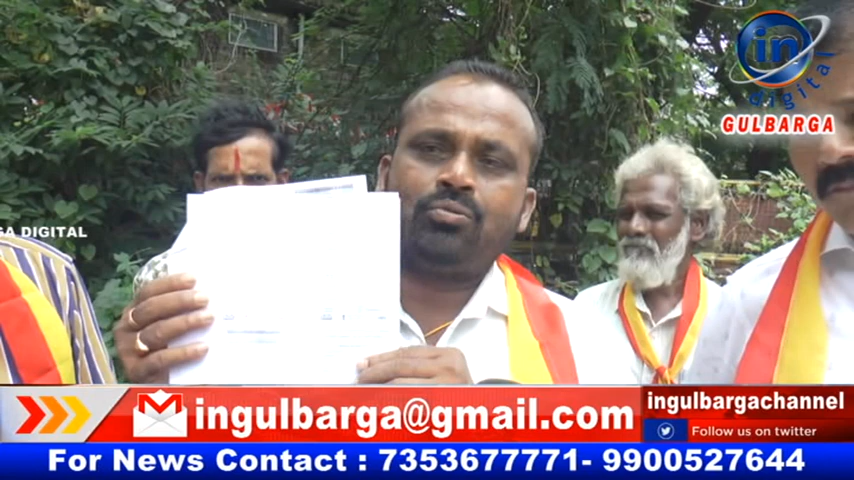 in
digital
GULBARGA
GA DIGITAL
ingulbarga@gmail.com
ingulbargachannel
Follow us on twitter
For News Contact : 7353677771- 9900527644